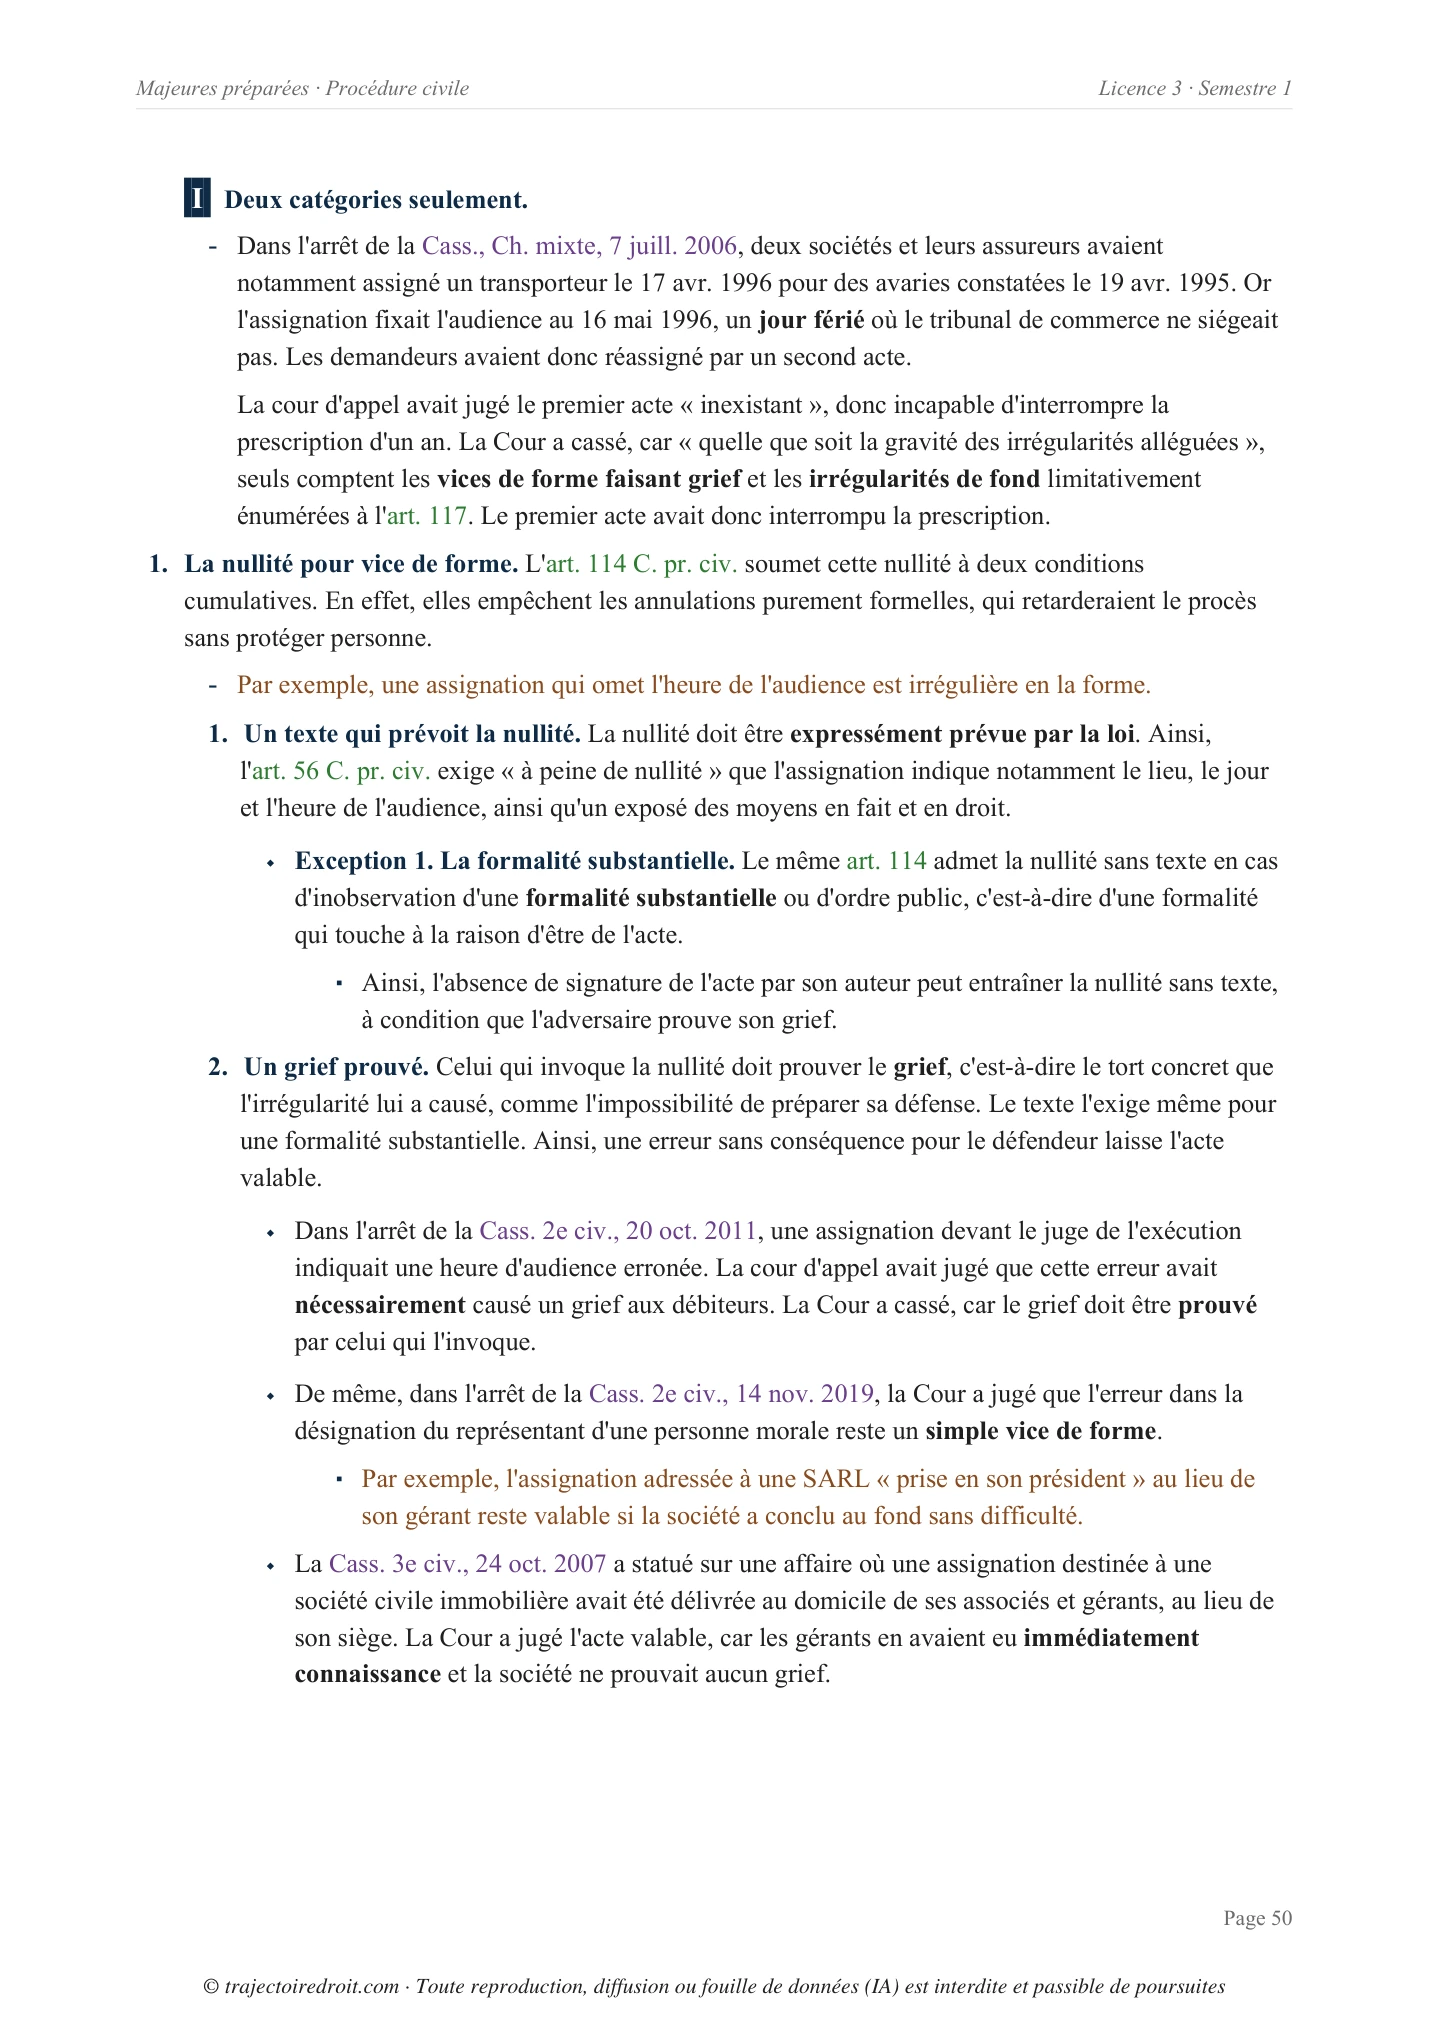 Majeures préparées · Procédure civile
Licence 3 · Semestre 1
I Deux catégories seulement.
- Dans l'arrêt de la Cass., Ch. mixte, 7 juill. 2006, deux sociétés et leurs assureurs avaient
notamment assigné un transporteur le 17 avr. 1996 pour des avaries constatées le 19 avr. 1995. Or
l'assignation fixait l'audience au 16 mai 1996, un jour férié où le tribunal de commerce ne siégeait
pas. Les demandeurs avaient donc réassigné par un second acte.
La cour d'appel avait jugé le premier acte « inexistant », donc incapable d'interrompre la
prescription d'un an. La Cour a cassé, car « quelle que soit la gravité des irrégularités alléguées »,
seuls comptent les vices de forme faisant grief et les irrégularités de fond limitativement
énumérées à l'art. 117. Le premier acte avait donc interrompu la prescription.
1. La nullité pour vice de forme. L'art. 114 C. pr. civ. soumet cette nullité à deux conditions
cumulatives. En effet, elles empêchent les annulations purement formelles, qui retarderaient le procès
sans protéger personne.
- Par exemple, une assignation qui omet l'heure de l'audience est irrégulière en la forme.
1. Un texte qui prévoit la nullité. La nullité doit être expressément prévue par la loi. Ainsi,
l'art. 56 C. pr. civ. exige « à peine de nullité » que l'assignation indique notamment le lieu, le jour
et l'heure de l'audience, ainsi qu'un exposé des moyens en fait et en droit.
⬩ Exception 1. La formalité substantielle. Le même art. 114 admet la nullité sans texte en cas
d'inobservation d'une formalité substantielle ou d'ordre public, c'est-à-dire d'une formalité
qui touche à la raison d'être de l'acte.
▪ Ainsi, l'absence de signature de l'acte par son auteur peut entraîner la nullité sans texte,
à condition que l'adversaire prouve son grief.
2. Un grief prouvé. Celui qui invoque la nullité doit prouver le grief, c'est-à-dire le tort concret que
l'irrégularité lui a causé, comme l'impossibilité de préparer sa défense. Le texte l'exige même pour
une formalité substantielle. Ainsi, une erreur sans conséquence pour le défendeur laisse l'acte
valable.
⬩ Dans l'arrêt de la Cass. 2e civ., 20 oct. 2011, une assignation devant le juge de l'exécution
indiquait une heure d'audience erronée. La cour d'appel avait jugé que cette erreur avait
nécessairement causé un grief aux débiteurs. La Cour a cassé, car le grief doit être prouvé
par celui qui l'invoque.
⬩ De même, dans l'arrêt de la Cass. 2e civ., 14 nov. 2019, la Cour a jugé que l'erreur dans la
désignation du représentant d'une personne morale reste un simple vice de forme.
▪ Par exemple, l'assignation adressée à une SARL « prise en son président » au lieu de
son gérant reste valable si la société a conclu au fond sans difficulté.
⬩ La Cass. 3e civ., 24 oct. 2007 a statué sur une affaire où une assignation destinée à une
société civile immobilière avait été délivrée au domicile de ses associés et gérants, au lieu de
son siège. La Cour a jugé l'acte valable, car les gérants en avaient eu immédiatement
connaissance et la société ne prouvait aucun grief.
Page 50
© trajectoiredroit.com · Toute reproduction, diffusion ou fouille de données (IA) est interdite et passible de poursuites